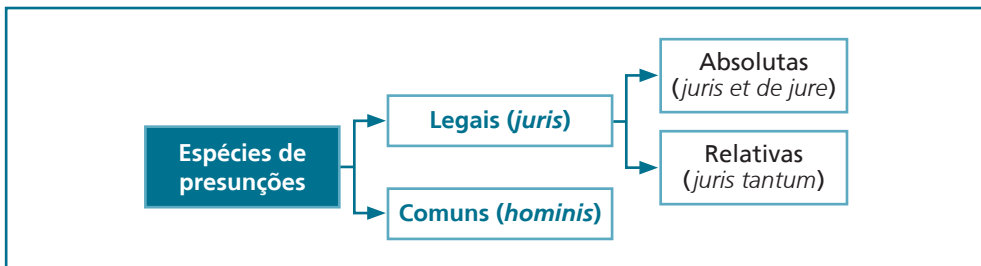 Espécies de
presunções
Legais (juris)
Comuns (hominis)
Absolutas
(juris et de jure)
Relativas
(juris tantum)